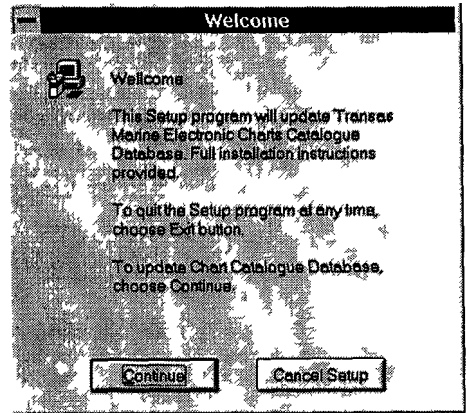 Welcome
Wellcome
This Setup program will update Transas
Marine Electronic Charts Catalogue
Database. Full installation instructions
provided.
To quit the Setup program at any time,
choose Exit button.
To update Chart Catalogue Database,
choose Continue.
Continue
Cancel Setup